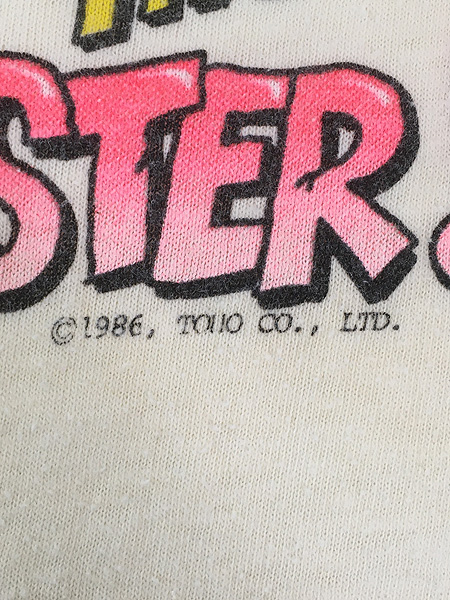 STER
©1986, TOHO CO., LTD.